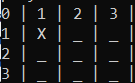 0 | 1 | 2 | 3 |
1 | X | _ | _ |
2 | _ | _ | _ |
3 | _ | _ | _ |